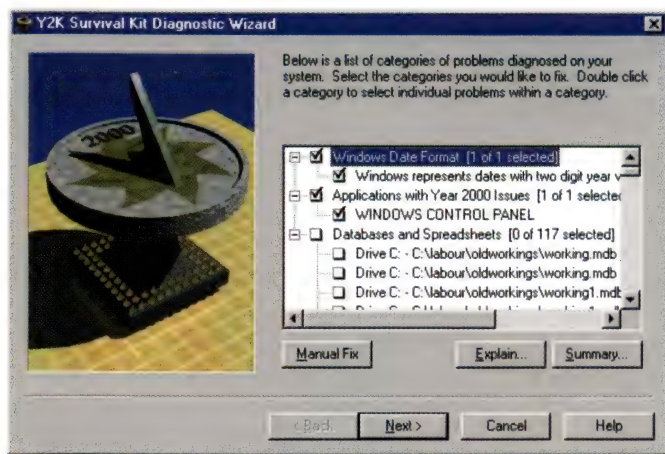 Y2K Survival Kit Diagnostic Wizard
2000
Below is a list of categories of problems diagnosed on your
system. Select the categories you would like to fix. Double click
a category to select individual problems within a category.
Windows Date Format [1 of 1 selected]
Windows represents dates with two digit year v
Applications with Year 2000 Issues [1 of 1 selecte
WINDOWS CONTROL PANEL
Databases and Spreadsheets [0 of 117 selected]
Drive C: - C:\labour\oldworkings\working.mdb
Drive C: - C:\labour\oldworkings\working.mdb
Drive C: - C:\labour\oldworkings\working1.mdb
Manual Fix Explain... Summary...
< Back Next > Cancel Help